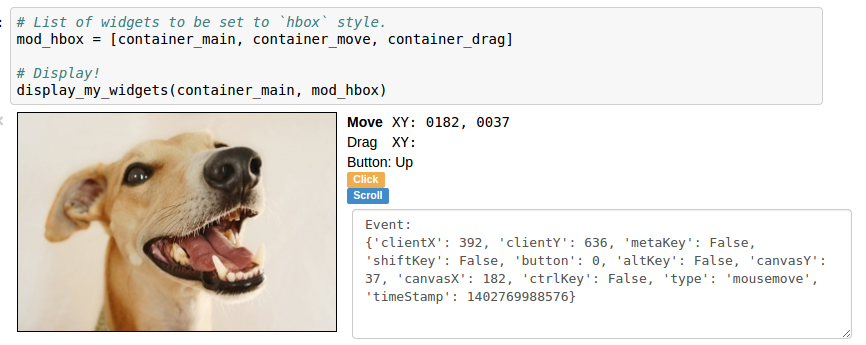 # List of widgets to be set to `hbox` style.
mod_hbox = [container_main, container_move, container_drag]
# Display!
display_my_widgets(container_main, mod_hbox)
Move XY: 0182, 0037
Drag XY:
Button: Up
Click
Scroll
Event:
{'clientX': 392, 'clientY': 636, 'metaKey': False,
'shiftKey': False, 'button': 0, 'altKey': False, 'canvasY':
37, 'canvasX': 182, 'ctrlKey': False, 'type': 'mousemove',
'timeStamp': 1402769988576}